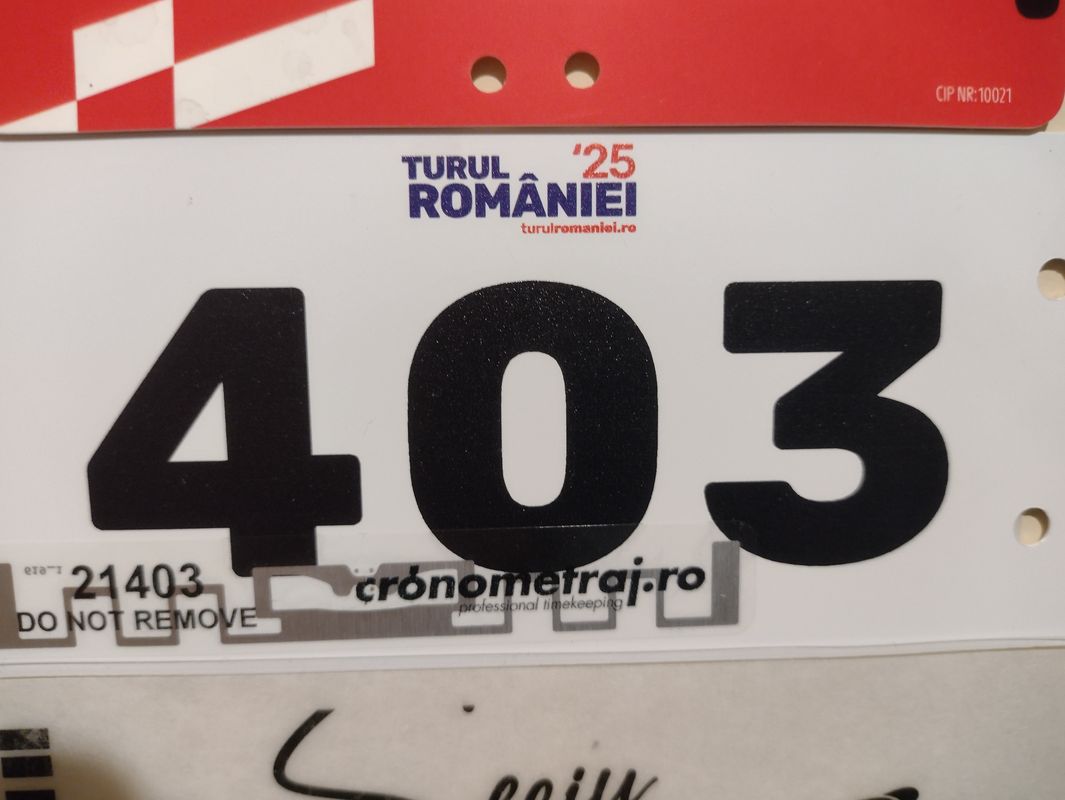 CIP NR:10021
TURUL '25
ROMÂNIEI
turulromaniei.ro
403
21403
cronometraj.ro
DO NOT REMOVE
professional timekeeping